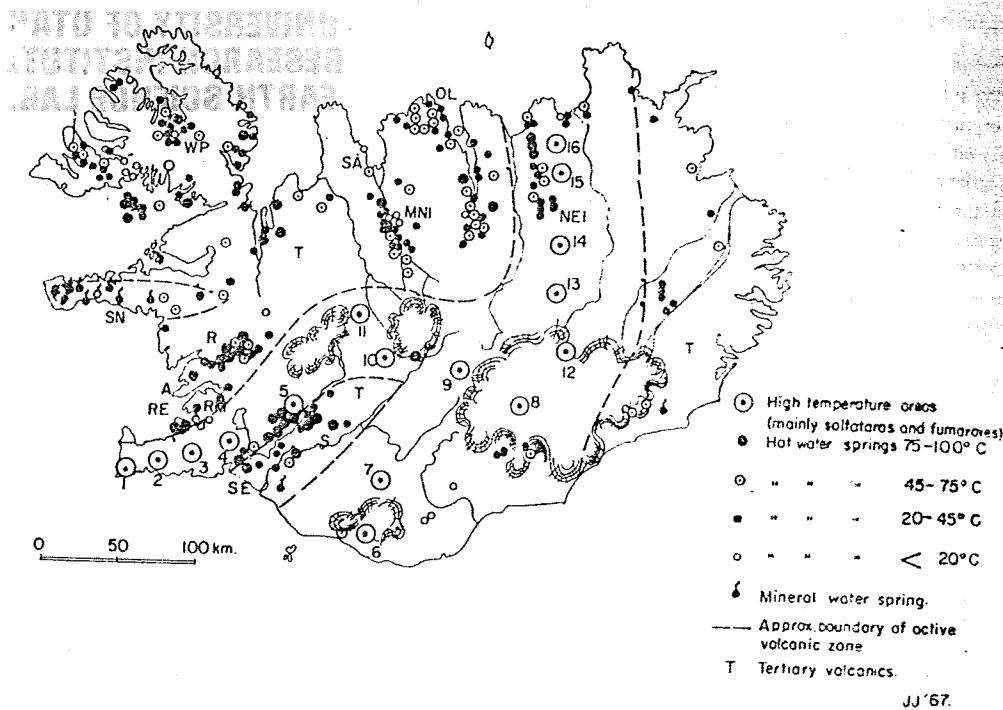 UNIVERSITY OF UTAH
RESEARCH INSTITUTE
EARTH SCIENCE LAB.
OL
WP
SA
16
15
MNI
NEI
T
14
13
SN
11
R
10
12
T
9
A
T
5
8
RE
RM
S
4
3
7
1
2
SE
6
0 50 100 km.
High temperature areas
(mainly solfataras and fumaroles)
Hot water springs 75-100° C
" " " 45-75° C
" " " 20-45° C
" " " < 20° C
Mineral water spring.
Approx. boundary of active
volcanic zone
T Tertiary volcanics.
JJ '67.